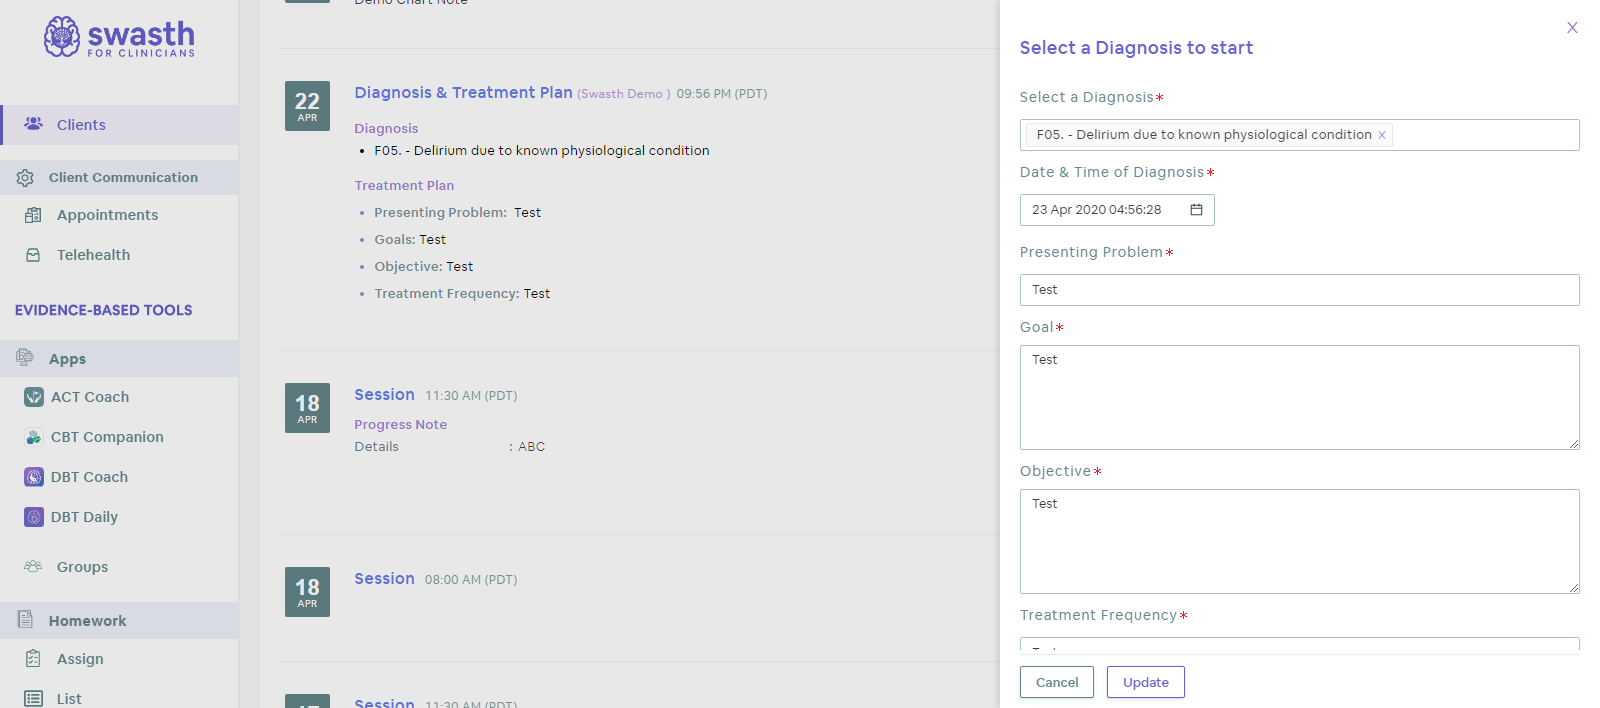 swasth
FOR CLINICIANS
Clients
Client Communication
Appointments
Telehealth
EVIDENCE-BASED TOOLS
Apps
ACT Coach
CBT Companion
DBT Coach
DBT Daily
Groups
Homework
Assign
List
Demo Chart Note
22
APR
Diagnosis & Treatment Plan (Swasth Demo ) 09:56 PM (PDT)
Diagnosis
• F05. - Delirium due to known physiological condition
Treatment Plan
• Presenting Problem: Test
• Goals: Test
• Objective: Test
• Treatment Frequency: Test
18
APR
Session 11:30 AM (PDT)
Progress Note
Details : ABC
18
APR
Session 08:00 AM (PDT)
17
Session 11:30 AM (PDT)
X
Select a Diagnosis to start
Select a Diagnosis*
F05. - Delirium due to known physiological condition X
Date & Time of Diagnosis*
23 Apr 2020 04:56:28
Presenting Problem*
Test
Goal*
Test
Objective*
Test
Treatment Frequency*
Test
Cancel Update